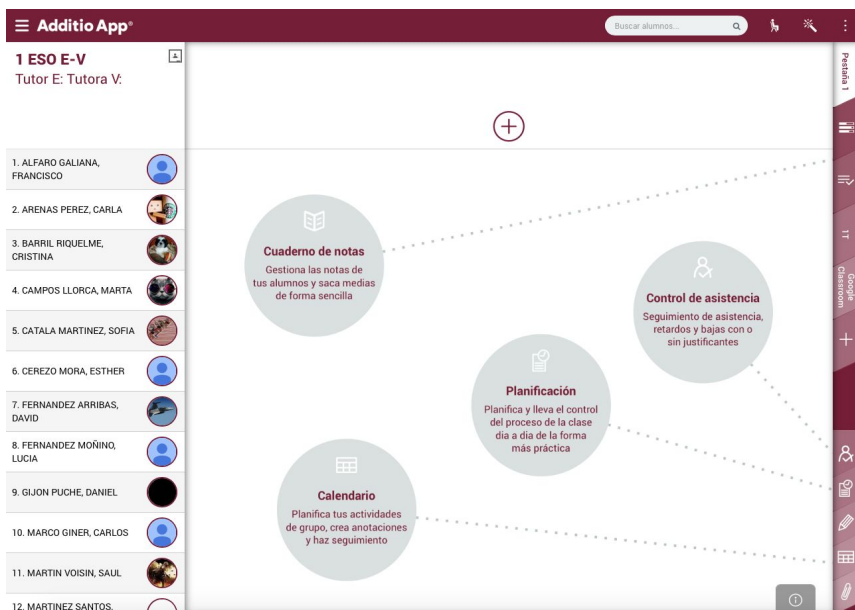 Additio App®
Buscar alumnos...
1 ESO E-V
Tutor E: Tutora V:
Pestaña 1
1T
Google
Classroom
1. ALFARO GALIANA,
FRANCISCO
2. ARENAS PEREZ, CARLA
3. BARRIL RIQUELME,
CRISTINA
4. CAMPOS LLORCA, MARTA
5. CATALA MARTINEZ, SOFIA
6. CEREZO MORA, ESTHER
7. FERNANDEZ ARRIBAS,
DAVID
8. FERNANDEZ MOÑINO,
LUCIA
9. GIJON PUCHE, DANIEL
10. MARCO GINER, CARLOS
11. MARTIN VOISIN, SAUL
12. MARTINEZ SANTOS,
Cuaderno de notas
Gestiona las notas de
tus alumnos y saca medias
de forma sencilla
Control de asistencia
Seguimiento de asistencia,
retardos y bajas con o
sin justificantes
Planificación
Planifica y lleva el control
del proceso de la clase
dia a dia de la forma
más práctica
Calendario
Planifica tus actividades
de grupo, crea anotaciones
y haz seguimiento